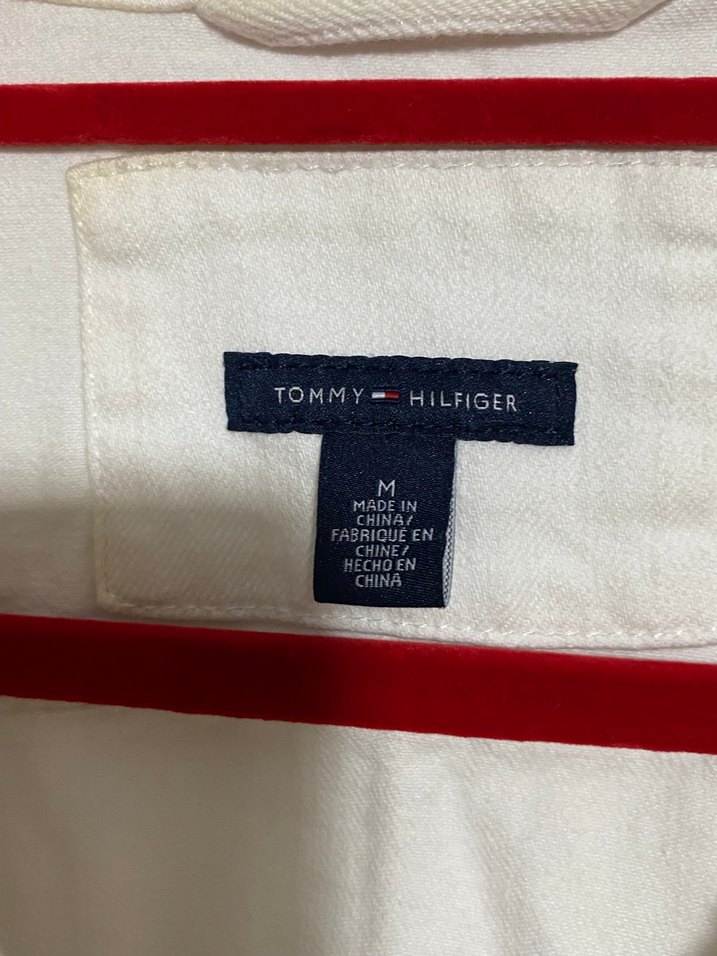 TOMMY HILFIGER
M
MADE IN
CHINA/
FABRIQUÉ EN
CHINE/
HECHO EN
CHINA